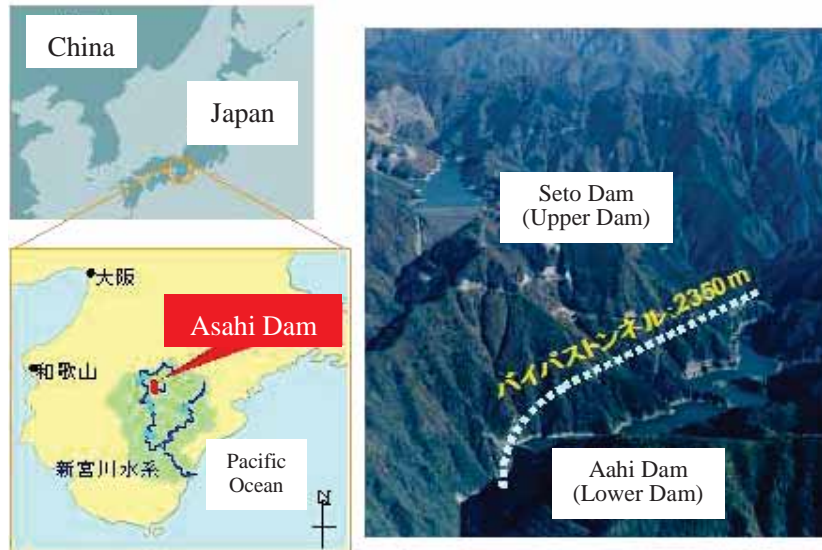 China
Japan
大阪
Asahi Dam
和歌山
新宮川水系
Pacific
Ocean
N
Seto Dam
(Upper Dam)
バイパストンネル:2350m
Aahi Dam
(Lower Dam)